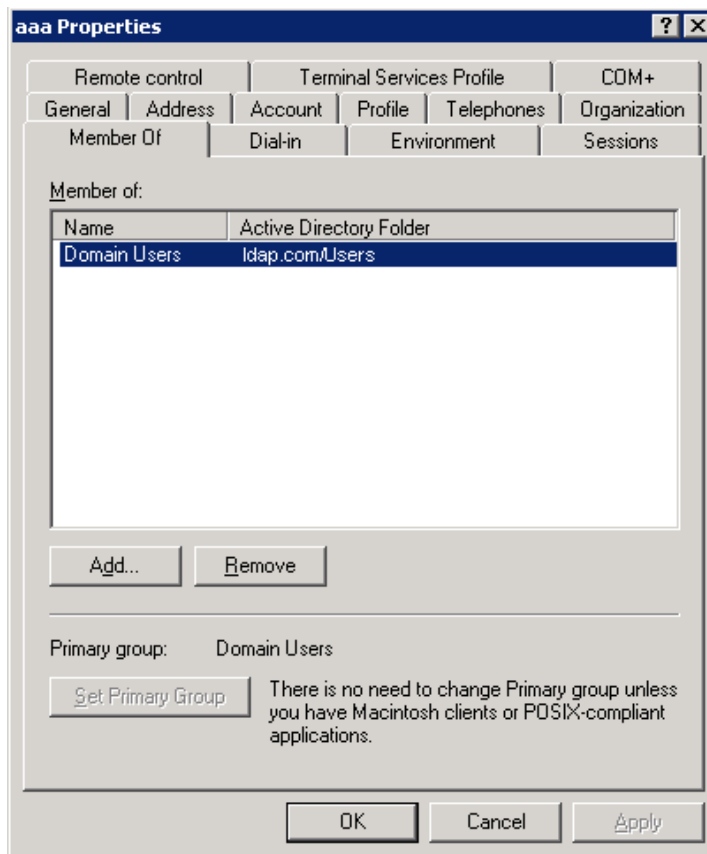 aaa Properties
Remote control Terminal Services Profile COM+
General Address Account Profile Telephones Organization
Member Of Dial-in Environment Sessions
Member of:
Name Active Directory Folder
Domain Users ldap.com/Users
Add... Remove
Primary group: Domain Users
Set Primary Group
There is no need to change Primary group unless
you have Macintosh clients or POSIX-compliant
applications.
OK Cancel Apply